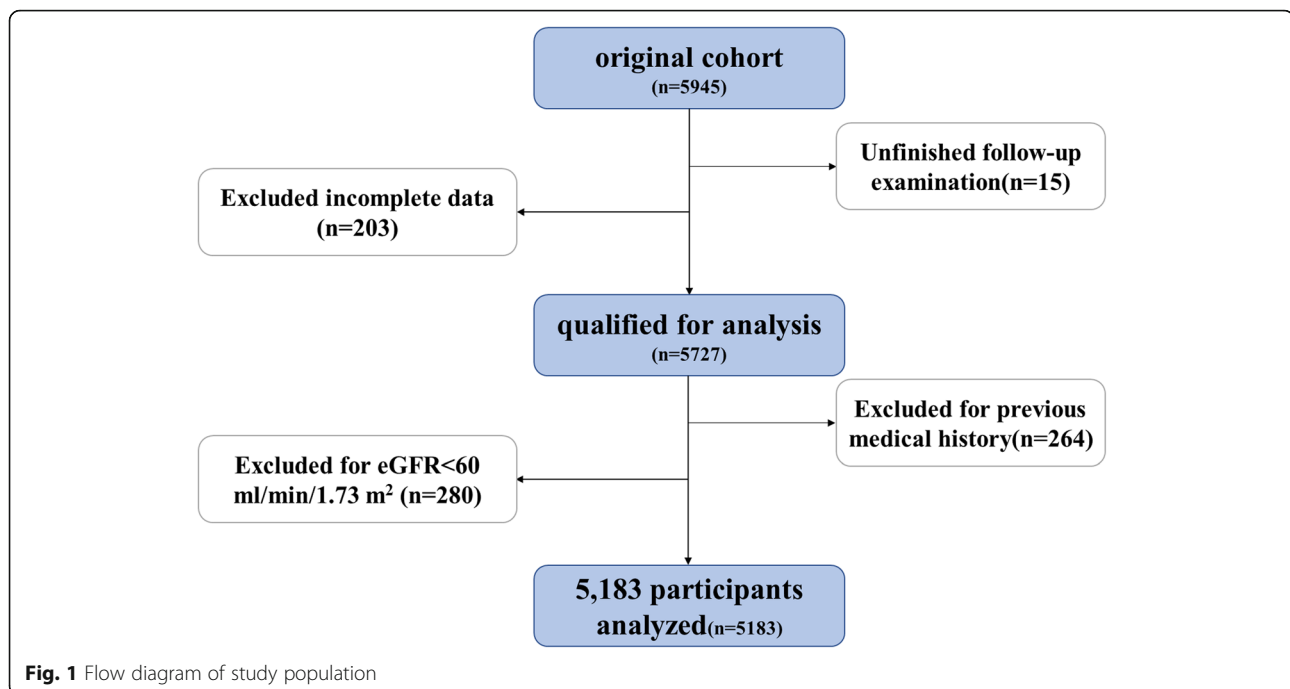 original cohort
(n=5945)
Unfinished follow-up
examination(n=15)
Excluded incomplete data
(n=203)
qualified for analysis
(n=5727)
Excluded for previous
medical history(n=264)
Excluded for eGFR<60
ml/min/1.73 m² (n=280)
5,183 participants
analyzed(n=5183)
Fig. 1 Flow diagram of study population